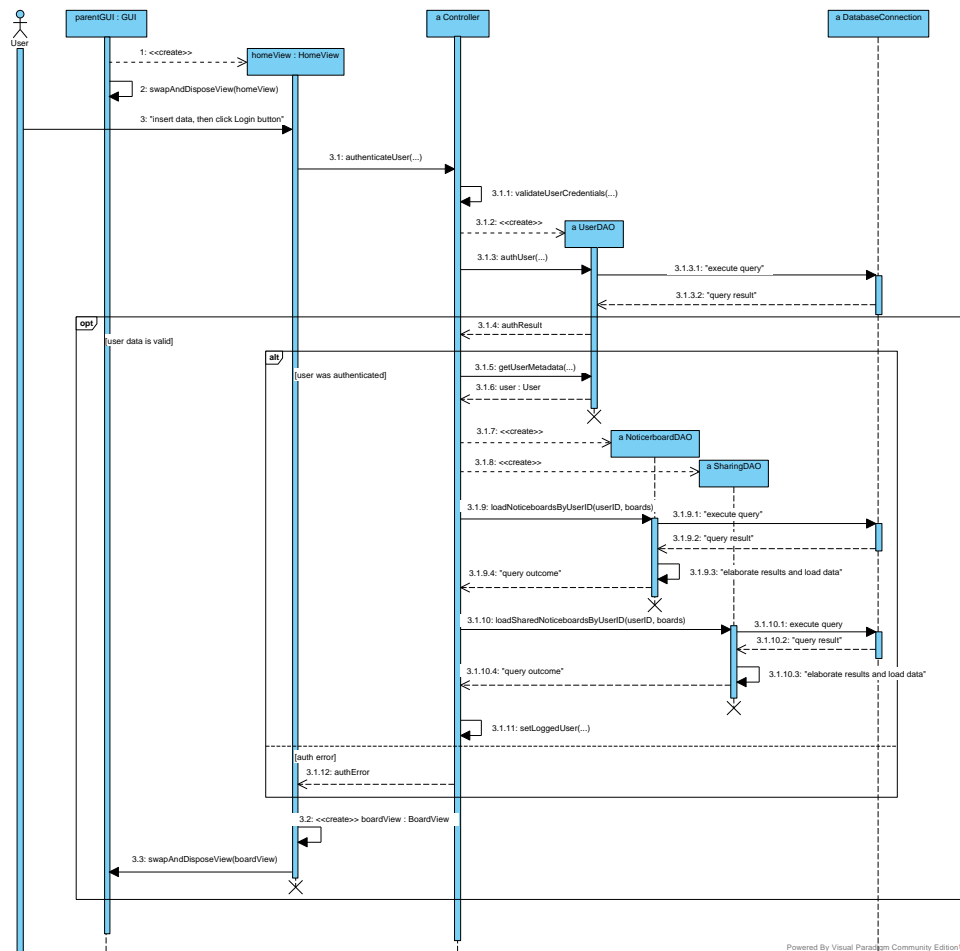 parentGUI : GUI
a Controller
a DatabaseConnection
User
1: <<create>>
homeView : HomeView
2: swapAndDisposeView(homeView)
3: "insert data, then click Login button"
3.1: authenticateUser(...)
3.1.1: validateUserCredentials(...)
3.1.2: <<create>>
a UserDAO
3.1.3: authUser(...)
3.1.3.1: "execute query"
3.1.3.2: "query result"
opt
3.1.4: authResult
[user data is valid]
alt
[user was authenticated]
3.1.5: getUserMetadata(...)
3.1.6: user : User
3.1.7: <<create>>
a NoticerboardDAO
3.1.8: <<create>>
a SharingDAO
3.1.9: loadNoticeboardsByUserID(userID, boards)
3.1.9.1: "execute query"
3.1.9.2: "query result"
3.1.9.3: "elaborate results and load data"
3.1.9.4: "query outcome"
3.1.10: loadSharedNoticeboardsByUserID(userID, boards)
3.1.10.1: execute query
3.1.10.2: "query result"
3.1.10.3: "elaborate results and load data"
3.1.10.4: "query outcome"
3.1.11: setLoggedUser(...)
[auth error]
3.1.12: authError
3.2: <<create>> boardView : BoardView
3.3: swapAndDisposeView(boardView)
Powered By Visual Paradigm Community Edition